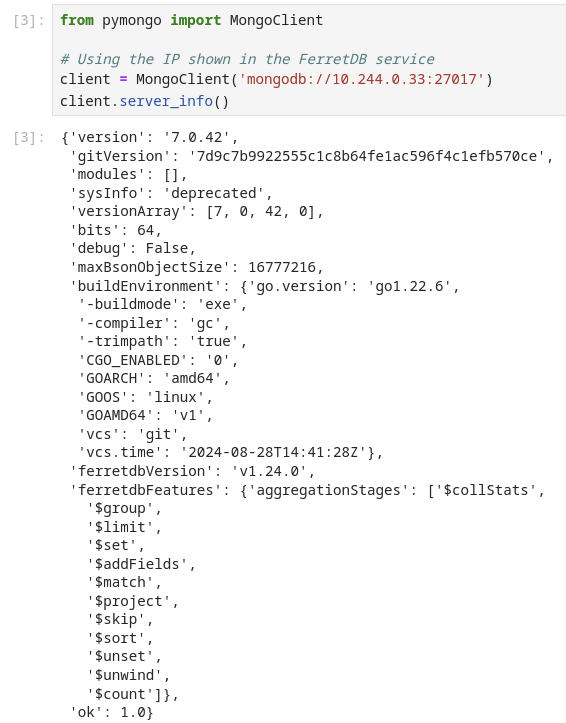 [3]: from pymongo import MongoClient
# Using the IP shown in the FerretDB service
client = MongoClient('mongodb://10.244.0.33:27017')
client.server_info()
[3]: {'version': '7.0.42',
'gitVersion': '7d9c7b9922555c1c8b64fe1ac596f4c1efb570ce',
'modules': [],
'sysInfo': 'deprecated',
'versionArray': [7, 0, 42, 0],
'bits': 64,
'debug': False,
'maxBsonObjectSize': 16777216,
'buildEnvironment': {'go.version': 'go1.22.6',
'-buildmode': 'exe',
'-compiler': 'gc',
'-trimpath': 'true',
'CGO_ENABLED': '0',
'GOARCH': 'amd64',
'GOOS': 'linux',
'GOAMD64': 'v1',
'vcs': 'git',
'vcs.time': '2024-08-28T14:41:28Z'},
'ferretdbVersion': 'v1.24.0',
'ferretdbFeatures': {'aggregationStages': ['$collStats',
'$group',
'$limit',
'$set',
'$addFields',
'$match',
'$project',
'$skip',
'$sort',
'$unset',
'$unwind',
'$count']},
'ok': 1.0}